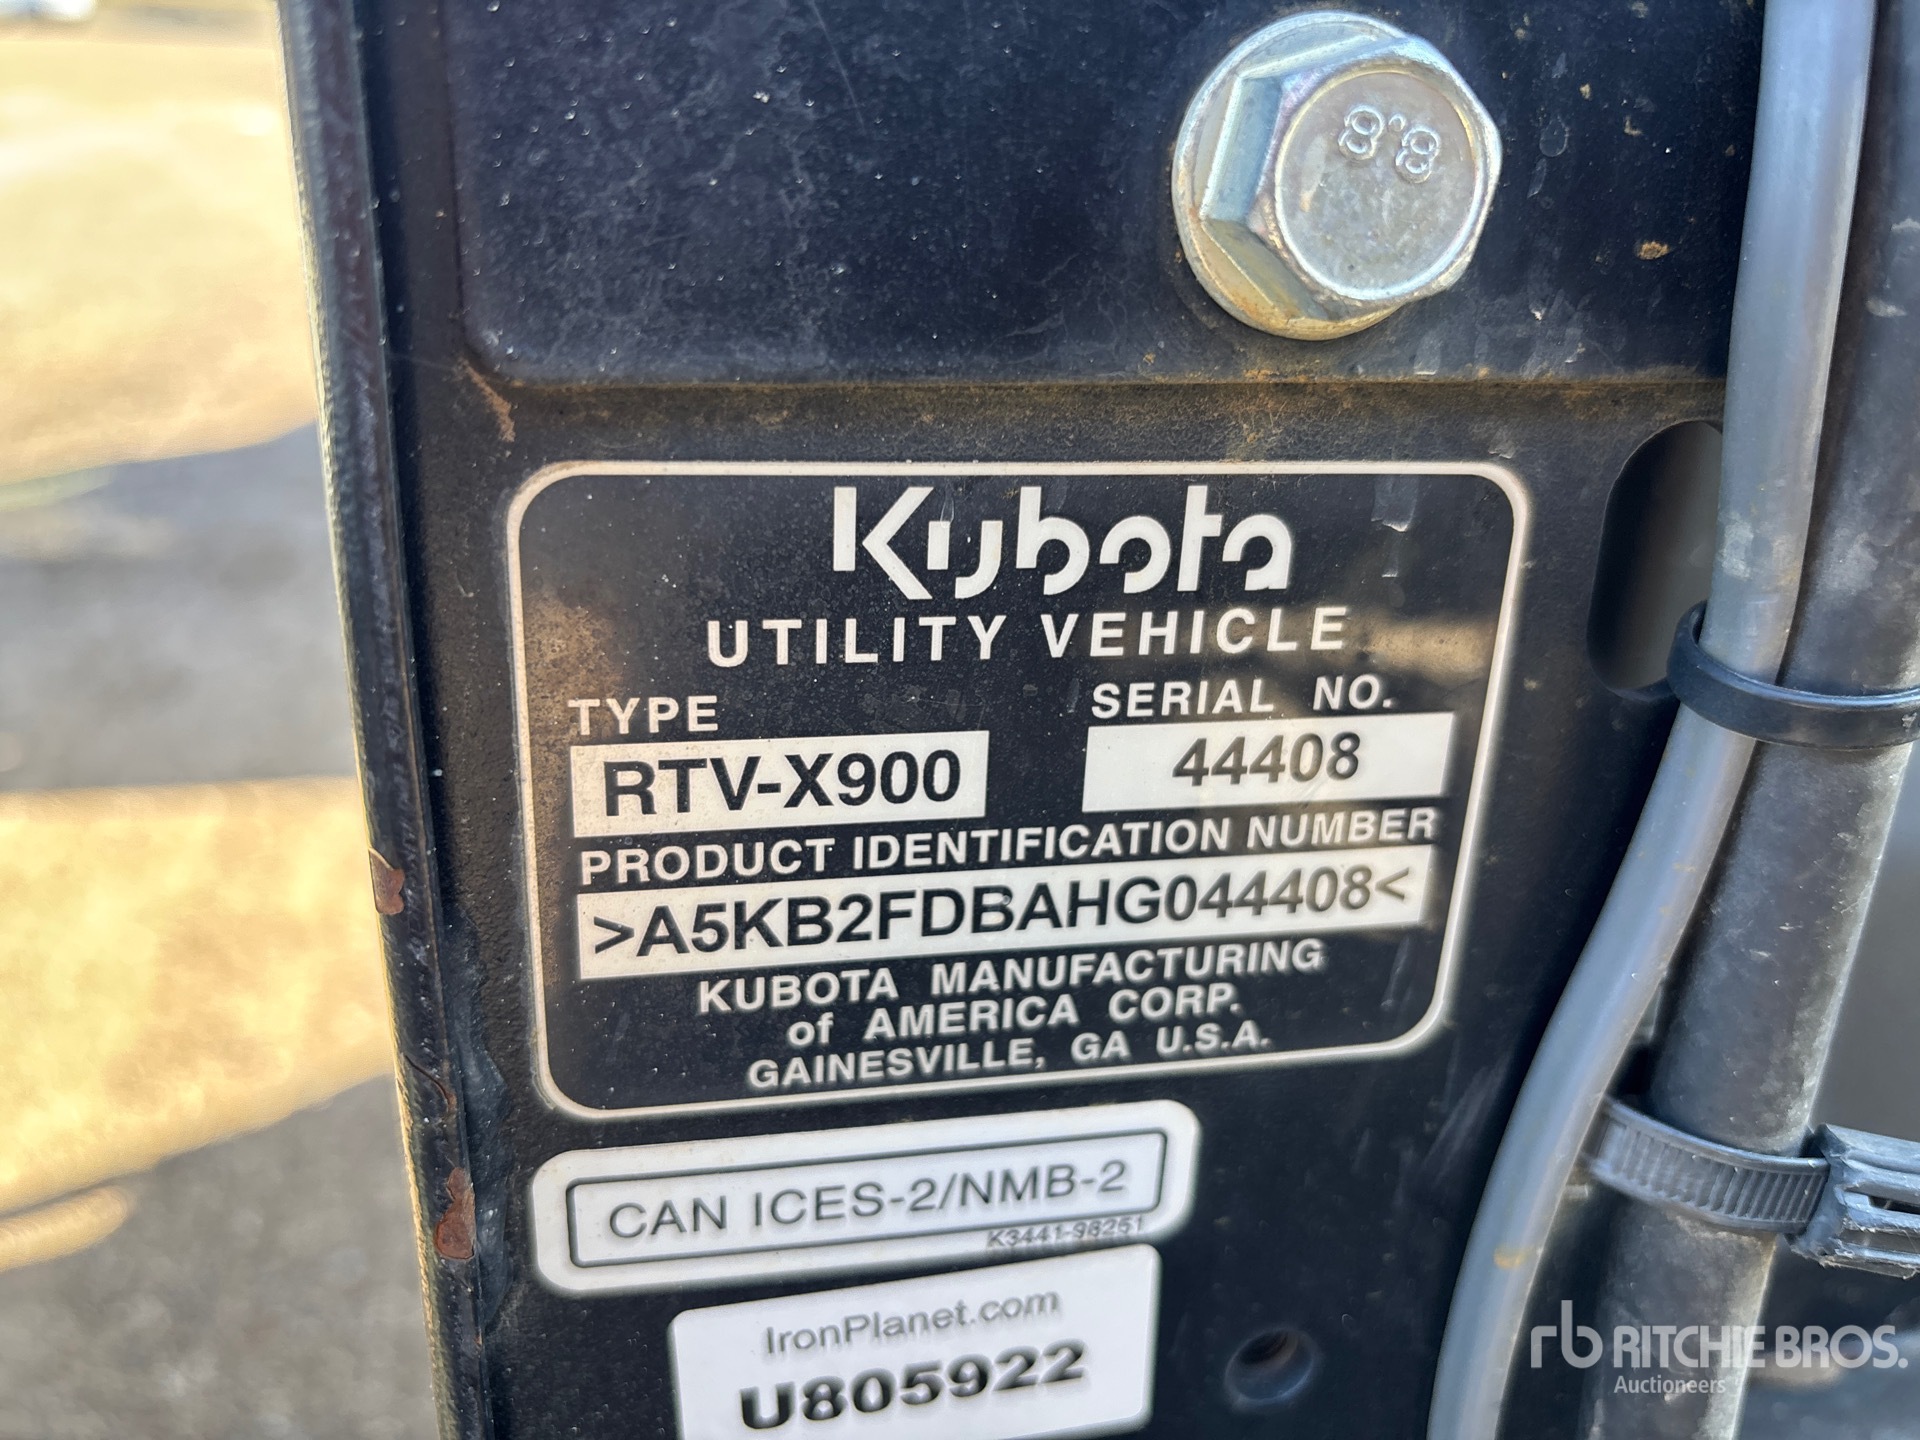 8.8
Kubota
UTILITY VEHICLE
TYPE
SERIAL NO.
RTV-X900
44408
PRODUCT IDENTIFICATION NUMBER
>A5KB2FDBAHG044408<
KUBOTA MANUFACTURING
of AMERICA CORP.
GAINESVILLE, GA U.S.A.
CAN ICES-2/NMB-2
K3441-98251
IronPlanet.com
U805922
rb RITCHIE BROS.
Auctioneers